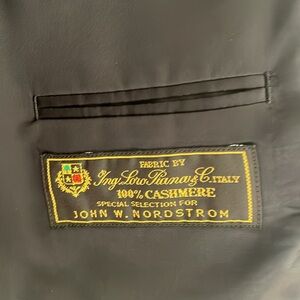 FABRIC BY
Ing. Loro Piana & C. ITALY
100% CASHMERE
SPECIAL SELECTION FOR
JOHN W. NORDSTROM